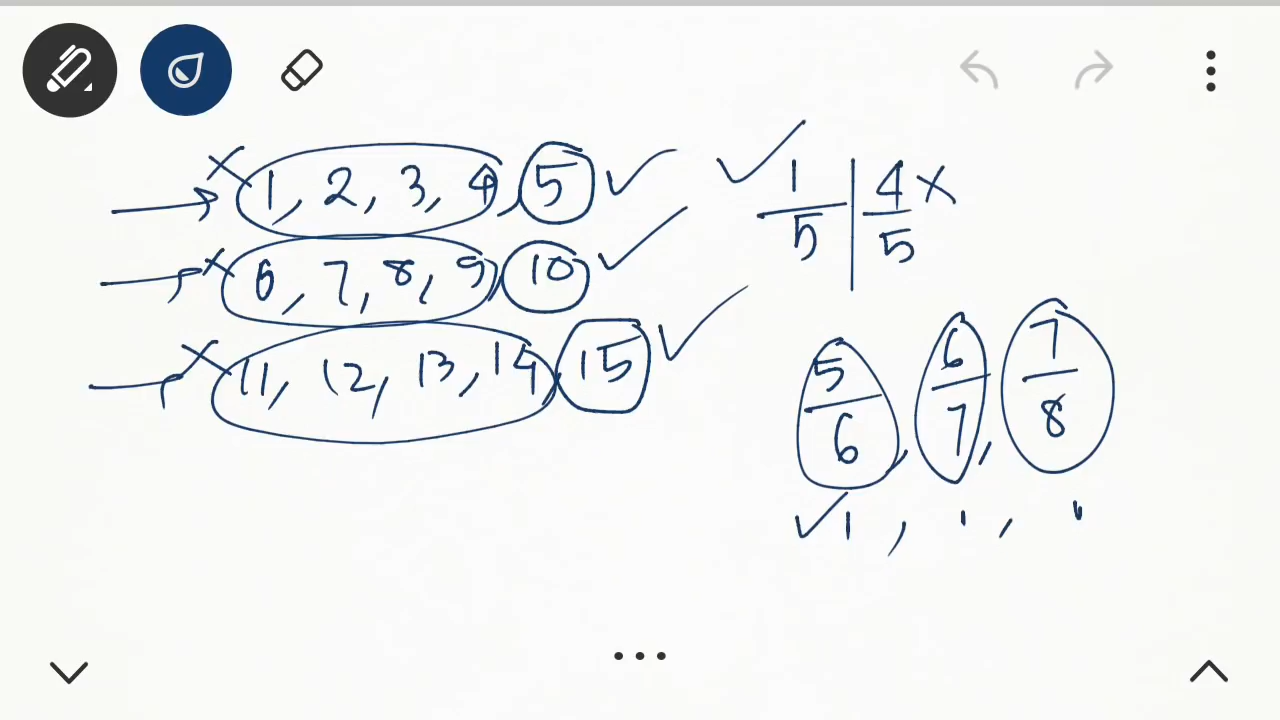 1, 2, 3, 4, 5
6, 7, 8, 9, 10
11, 12, 13, 14, 15
1/5 | 4/5 x
5/6, 6/7, 7/8
1, 1,